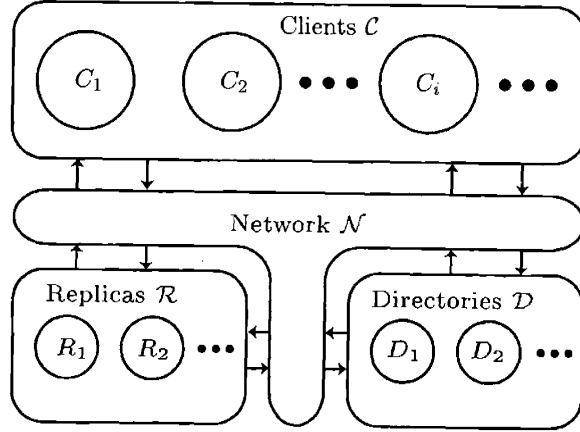 Clients 𝒞
C₁ C₂ ••• Cᵢ •••
Network 𝒩
Replicas ℛ
R₁ R₂ •••
Directories 𝒟
D₁ D₂ •••